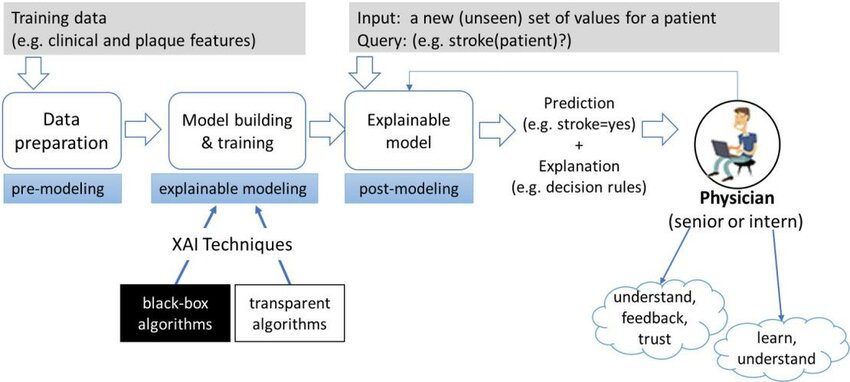 Training data
(e.g. clinical and plaque features)
Input:  a new (unseen) set of values for a patient
Query: (e.g. stroke(patient)?)
Data
preparation
Model building
& training
Explainable
model
Prediction
(e.g. stroke=yes)
+
Explanation
(e.g. decision rules)
Physician
(senior or intern)
pre-modeling
explainable modeling
post-modeling
XAI Techniques
black-box
algorithms
transparent
algorithms
understand,
feedback,
trust
learn,
understand